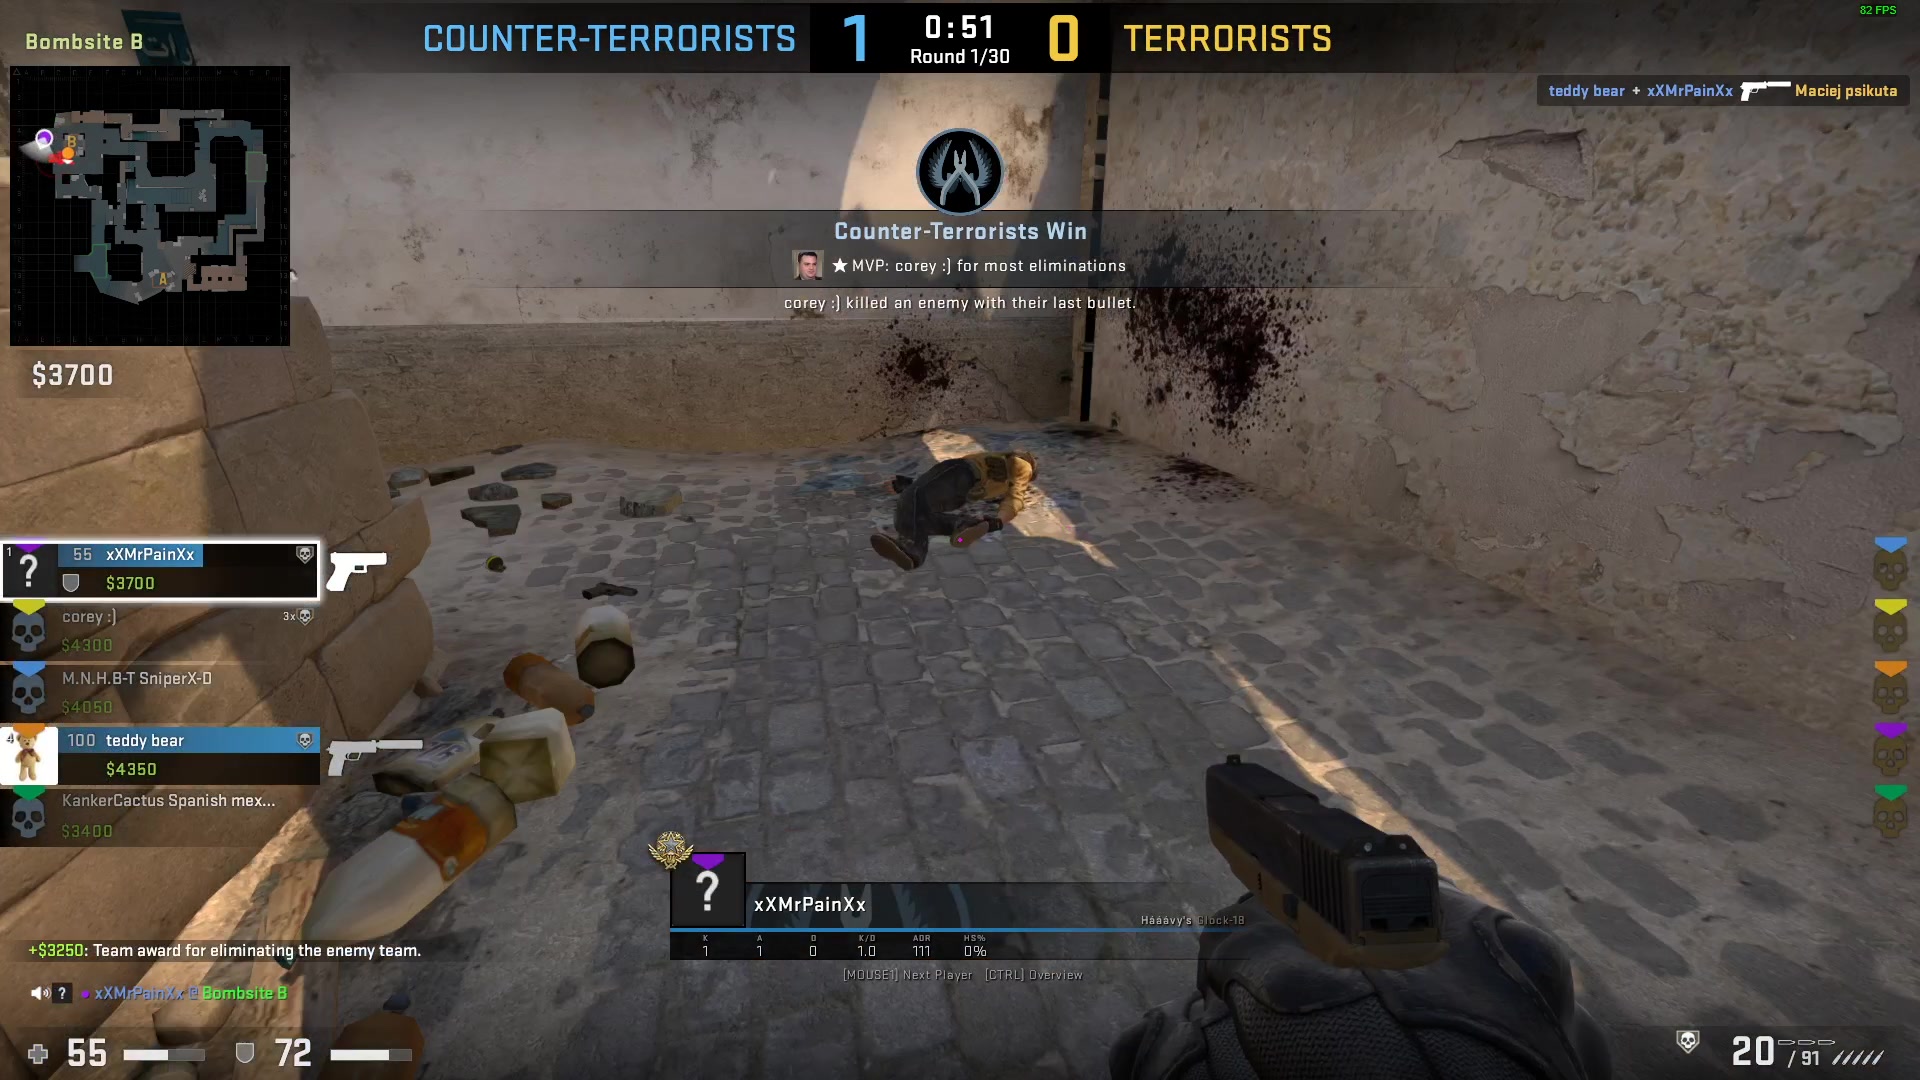 82 FPS
Bombsite B
COUNTER-TERRORISTS
1
0:51
Round 1/30
0
TERRORISTS
teddy bear + xXMrPainXx Maciej psikuta
B
A
Counter-Terrorists Win
MVP: corey :) for most eliminations
corey :) killed an enemy with their last bullet.
$3700
1 ? 55 xXMrPainXx
$3700
corey :) 3x
$4300
M.N.H.B-T SniperX-D
$4050
4 100 teddy bear
$4350
KankerCactus Spanish mex...
$3400
? xXMrPainXx
Hááávy's Glock-18
K A D K/D ADR HS%
1 1 0 1.0 111 0%
[MOUSE1] Next Player [CTRL] Overview
+$3250: Team award for eliminating the enemy team.
? xXMrPainXx @ Bombsite B
55 72
20 / 91